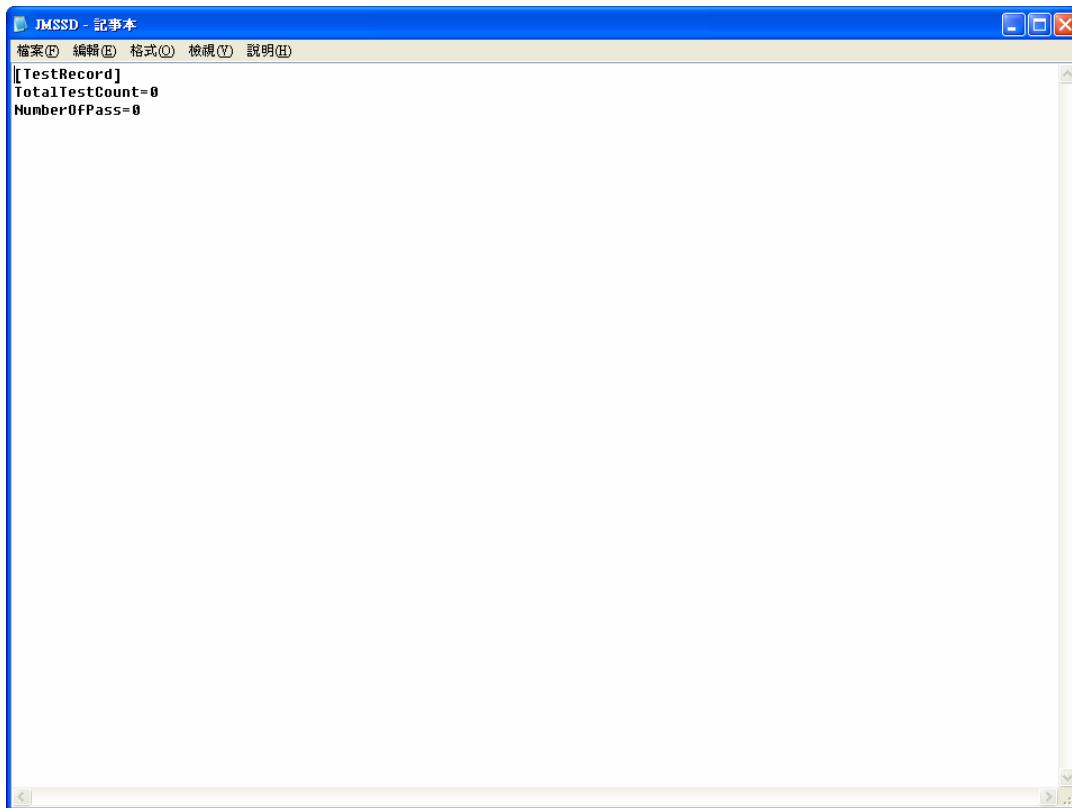 JMSSD - 記事本
檔案(F) 編輯(E) 格式(O) 檢視(V) 說明(H)
[TestRecord]
TotalTestCount=0
NumberOfPass=0